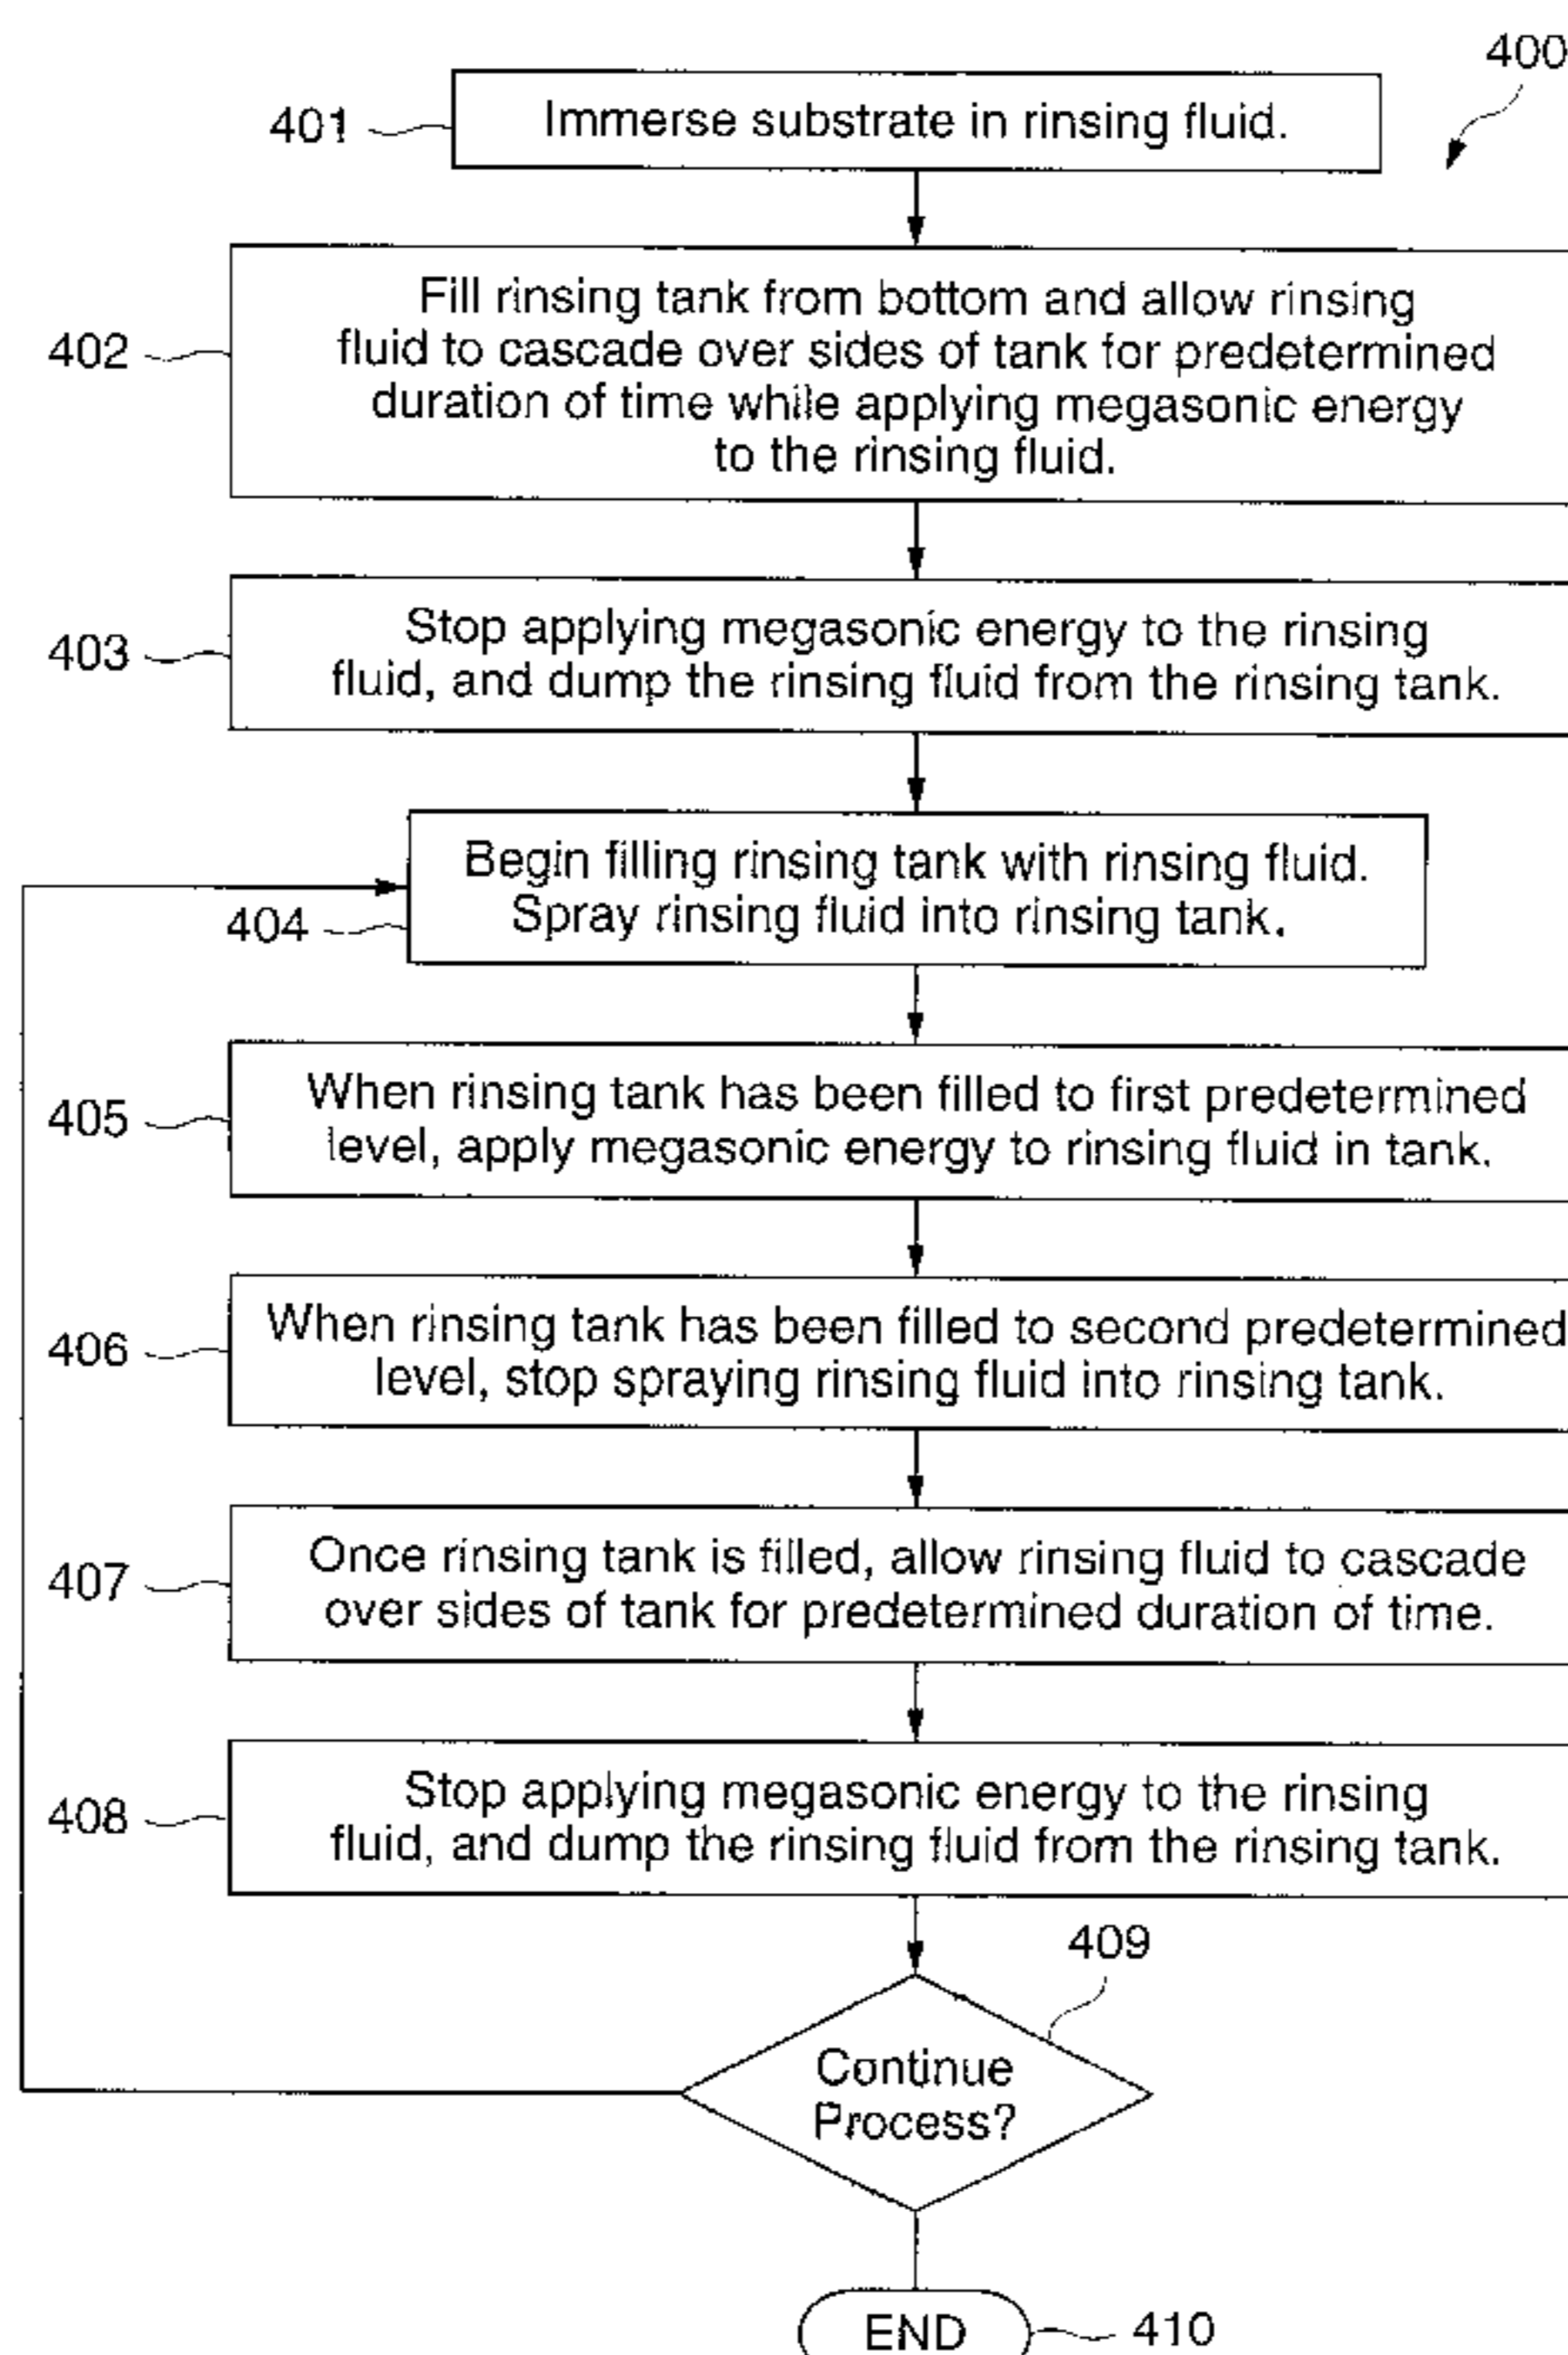 400
401
Immerse substrate in rinsing fluid.
402
Fill rinsing tank from bottom and allow rinsing
fluid to cascade over sides of tank for predetermined
duration of time while applying megasonic energy
to the rinsing fluid.
403
Stop applying megasonic energy to the rinsing
fluid, and dump the rinsing fluid from the rinsing tank.
404
Begin filling rinsing tank with rinsing fluid.
Spray rinsing fluid into rinsing tank.
405
When rinsing tank has been filled to first predetermined
level, apply megasonic energy to rinsing fluid in tank.
406
When rinsing tank has been filled to second predetermined
level, stop spraying rinsing fluid into rinsing tank.
407
Once rinsing tank is filled, allow rinsing fluid to cascade
over sides of tank for predetermined duration of time.
408
Stop applying megasonic energy to the rinsing
fluid, and dump the rinsing fluid from the rinsing tank.
409
Continue
Process?
END
410